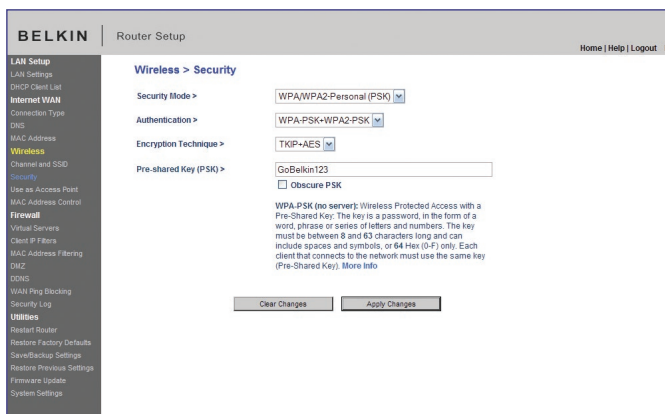 BELKIN
Router Setup
Home | Help | Logout
LAN Setup
LAN Settings
DHCP Client List
Internet WAN
Connection Type
DNS
MAC Address
Wireless
Channel and SSID
Security
Use as Access Point
MAC Address Control
Firewall
Virtual Servers
Client IP Filters
MAC Address Filtering
DMZ
DDNS
WAN Ping Blocking
Security Log
Utilities
Restart Router
Restore Factory Defaults
Save/Backup Settings
Restore Previous Settings
Firmware Update
System Settings
Wireless > Security
Security Mode > WPA/WPA2-Personal (PSK)
Authentication > WPA-PSK+WPA2-PSK
Encryption Technique > TKIP+AES
Pre-shared Key (PSK) > GoBelkin123
Obscure PSK
WPA-PSK (no server): Wireless Protected Access with a
Pre-Shared Key: The key is a password, in the form of a
word, phrase or series of letters and numbers. The key
must be between 8 and 63 characters long and can
include spaces and symbols, or 64 Hex (0-F) only. Each
client that connects to the network must use the same key
(Pre-Shared Key). More Info
Clear Changes
Apply Changes